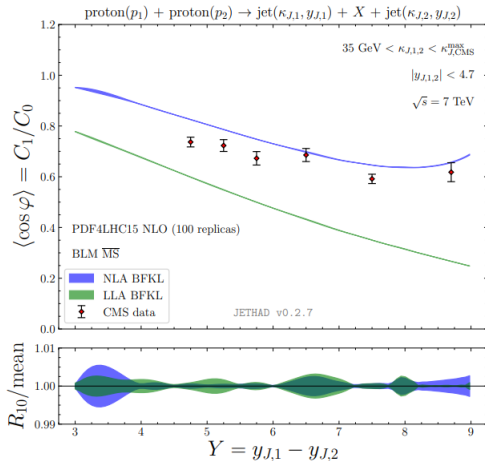 proton(p₁) + proton(p₂) → jet(κ_{J,1}, y_{J,1}) + X + jet(κ_{J,2}, y_{J,2})
35 GeV < κ_{J,1,2} < κ^{max}_{J,CMS}
|y_{J,1,2}| < 4.7
√s = 7 TeV
⟨cos φ⟩ ≡ C₁/C₀
1.2
1.0
0.8
0.6
0.4
0.2
0.0
PDF4LHC15 NLO (100 replicas)
BLM \overline{MS}
NLA BFKL
LLA BFKL
CMS data
JETHAD v0.2.7
R₁₀/mean
1.01
1.00
0.99
3 4 5 6 7 8 9
Y = y_{J,1} − y_{J,2}